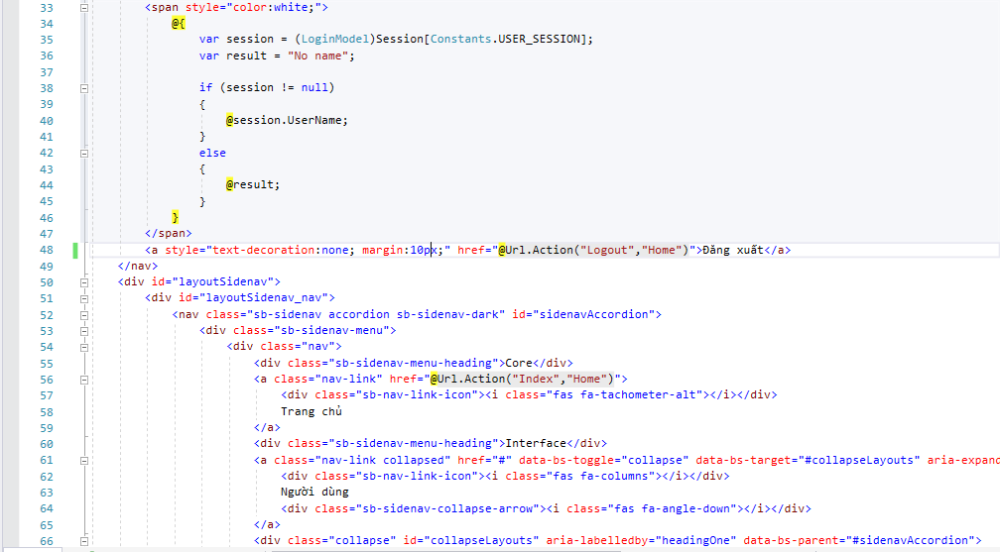 33 <span style="color:white;">
34 @{
35 var session = (LoginModel)Session[Constants.USER_SESSION];
36 var result = "No name";
37
38 if (session != null)
39 {
40 @session.UserName;
41 }
42 else
43 {
44 @result;
45 }
46 }
47 </span>
48 <a style="text-decoration:none; margin:10px;" href="@Url.Action("Logout","Home")">Đăng xuất</a>
49 </nav>
50 <div id="layoutSidenav">
51 <div id="layoutSidenav_nav">
52 <nav class="sb-sidenav accordion sb-sidenav-dark" id="sidenavAccordion">
53 <div class="sb-sidenav-menu">
54 <div class="nav">
55 <div class="sb-sidenav-menu-heading">Core</div>
56 <a class="nav-link" href="@Url.Action("Index","Home")">
57 <div class="sb-nav-link-icon"><i class="fas fa-tachometer-alt"></i></div>
58 Trang chủ
59 </a>
60 <div class="sb-sidenav-menu-heading">Interface</div>
61 <a class="nav-link collapsed" href="#" data-bs-toggle="collapse" data-bs-target="#collapseLayouts" aria-expand
62 <div class="sb-nav-link-icon"><i class="fas fa-columns"></i></div>
63 Người dùng
64 <div class="sb-sidenav-collapse-arrow"><i class="fas fa-angle-down"></i></div>
65 </a>
66 <div class="collapse" id="collapseLayouts" aria-labelledby="headingOne" data-bs-parent="#sidenavAccordion">